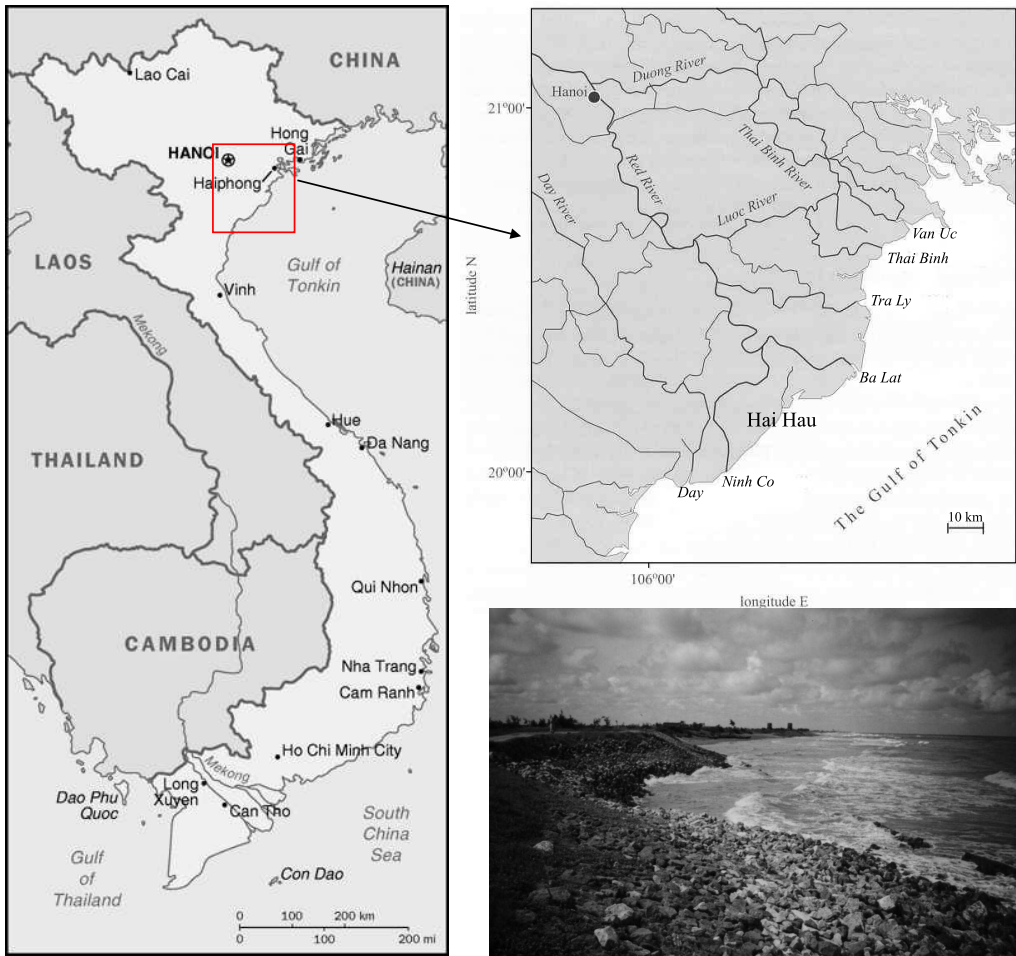 CHINA
Lao Cai
Hong
Gai
HANOI
Haiphong
LAOS
Gulf of
Tonkin
Hainan
(CHINA)
Vinh
Mekong
Hue
Da Nang
THAILAND
Qui Nhon
CAMBODIA
Nha Trang
Cam Ranh
Ho Chi Minh City
Mekong
Long
Xuyen
Can Tho
Dao Phu
Quoc
South
China
Sea
Gulf
of
Thailand
Con Dao
0 100 200 km
0 100 200 mi
Duong River
Hanoi
21°00'
Thai Binh River
Red River
Day River
Luoc River
Van Uc
Thai Binh
latitude N
Tra Ly
Ba Lat
Hai Hau
The Gulf of Tonkin
20°00'
Day
Ninh Co
10 km
106°00'
longitude E